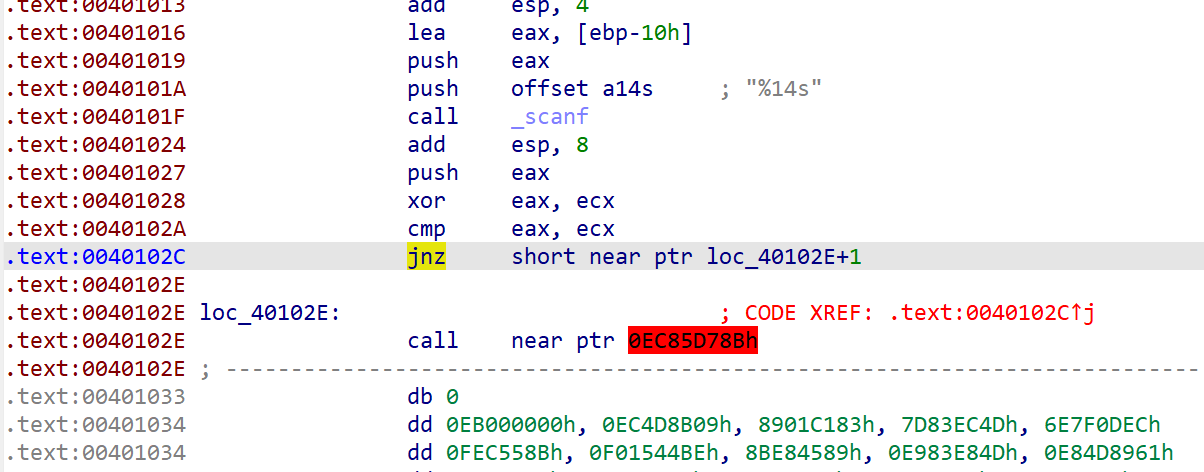 .text:00401013 add esp, 4
.text:00401016 lea eax, [ebp-10h]
.text:00401019 push eax
.text:0040101A push offset a14s ; "%14s"
.text:0040101F call _scanf
.text:00401024 add esp, 8
.text:00401027 push eax
.text:00401028 xor eax, ecx
.text:0040102A cmp eax, ecx
.text:0040102C jnz short near ptr loc_40102E+1
.text:0040102E
.text:0040102E loc_40102E: ; CODE XREF: .text:0040102C↑j
.text:0040102E call near ptr 0EC85D78Bh
.text:0040102E ; ---------------------------------------------------------------------------
.text:00401033 db 0
.text:00401034 dd 0EB000000h, 0EC4D8B09h, 8901C183h, 7D83EC4Dh, 6E7F0DECh
.text:00401034 dd 0FEC558Bh, 0F01544BEh, 8BE84589h, 0E983E84Dh, 0E84D8961h